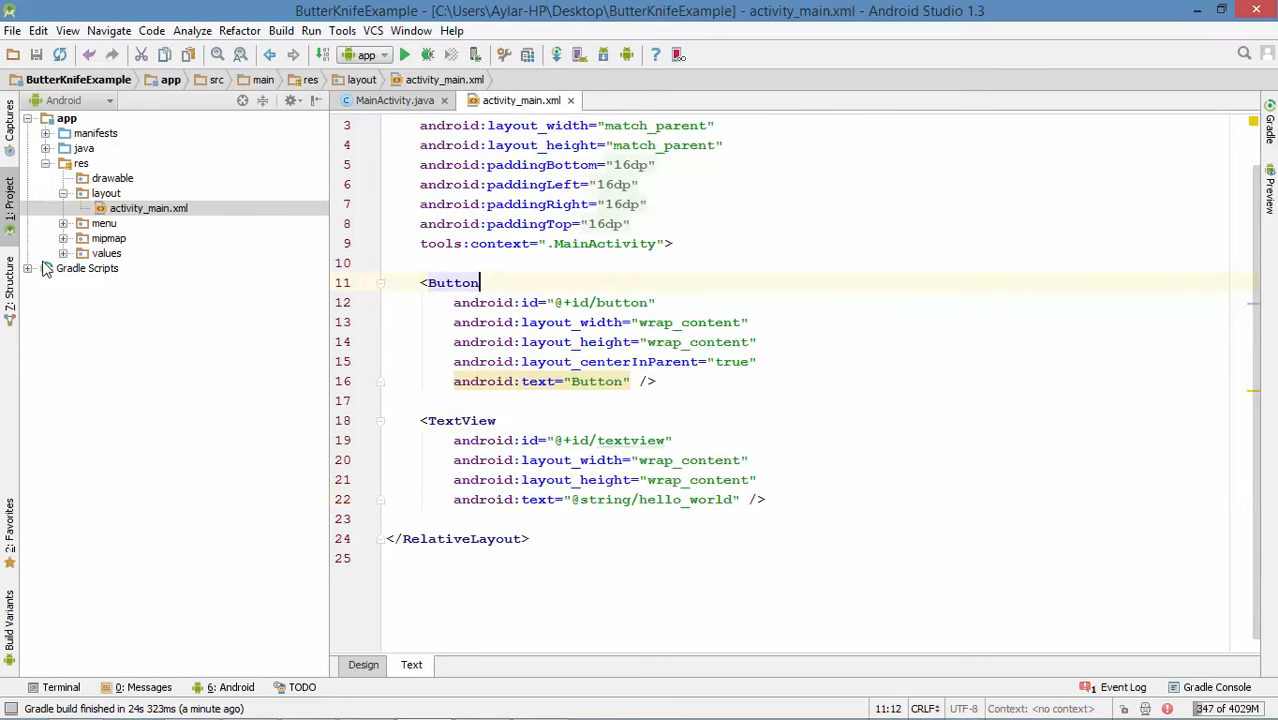 ButterKnifeExample - [C:\Users\Aylar-HP\Desktop\ButterKnifeExample] - activity_main.xml - Android Studio 1.3
File Edit View Navigate Code Analyze Refactor Build Run Tools VCS Window Help
app
ButterKnifeExample app src main res layout activity_main.xml
Android
MainActivity.java activity_main.xml
Captures
1: Project
7: Structure
2: Favorites
Build Variants
app
manifests
java
res
drawable
layout
activity_main.xml
menu
mipmap
values
Gradle Scripts
3 android:layout_width="match_parent"
4 android:layout_height="match_parent"
5 android:paddingBottom="16dp"
6 android:paddingLeft="16dp"
7 android:paddingRight="16dp"
8 android:paddingTop="16dp"
9 tools:context=".MainActivity">
10
11 <Button
12 android:id="@+id/button"
13 android:layout_width="wrap_content"
14 android:layout_height="wrap_content"
15 android:layout_centerInParent="true"
16 android:text="Button" />
17
18 <TextView
19 android:id="@+id/textview"
20 android:layout_width="wrap_content"
21 android:layout_height="wrap_content"
22 android:text="@string/hello_world" />
23
24 </RelativeLayout>
25
Gradle
Preview
Design Text
Terminal 0: Messages 6: Android TODO 1 Event Log Gradle Console
Gradle build finished in 24s 323ms (a minute ago) 11:12 CRLF UTF-8 Context: <no context> 347 of 4029M